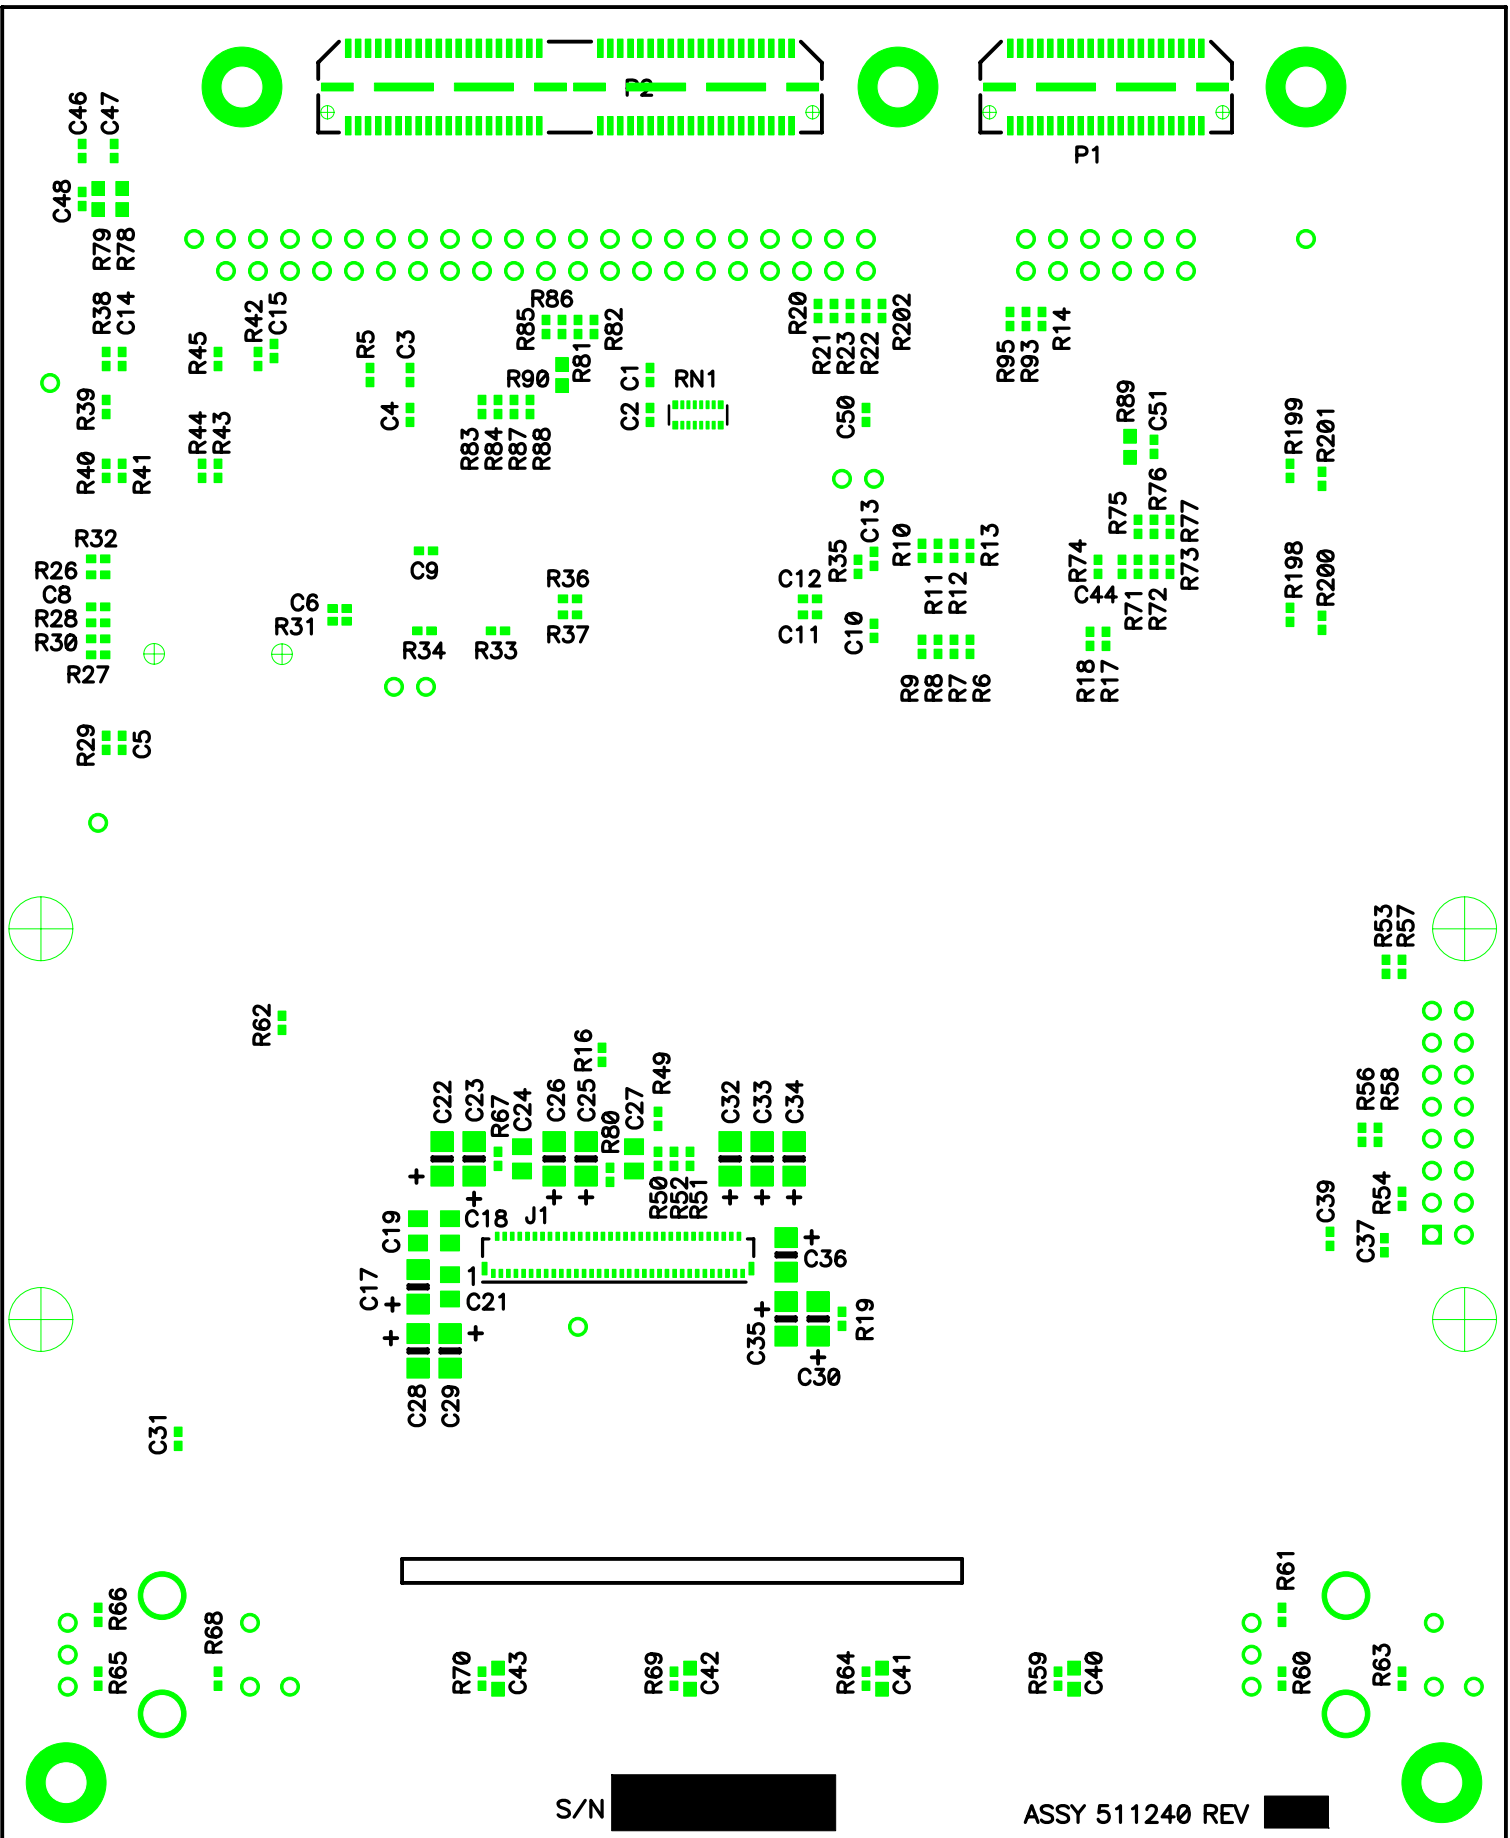 P2
C46
C47
P1
C48
R79
R78
R38
C14
R45
R42
C15
R5
C3
R86
R85
R82
R81
R90
C1
RN1
R20
R202
R21
R23
R22
R95
R93
R14
R39
C4
C2
C50
R89
C51
R199
R201
R44
R43
R83
R84
R87
R88
R40
R41
R76
R75
R77
C13
R10
R13
R35
R74
R73
R32
R26
C9
R36
C12
C44
R11
R12
R71
R72
R198
R200
C8
R28
C6
R31
R30
R27
R34
R33
R37
C11
C10
R9
R8
R7
R6
R18
R17
R29
C5
R53
R57
R62
R16
R49
C22
C23
R67
C24
C26
C25
R80
C27
C32
C33
C34
R56
R58
+
+
+
+
+
+
+
R50
R52
R51
R54
C39
C37
C19
C18
J1
+
C36
C17
1
+
C21
+
+
+
C35
R19
+
C30
C28
C29
C31
R61
R66
R68
R65
R70
C43
R69
C42
R64
C41
R59
C40
R60
R63
S/N
ASSY 511240 REV